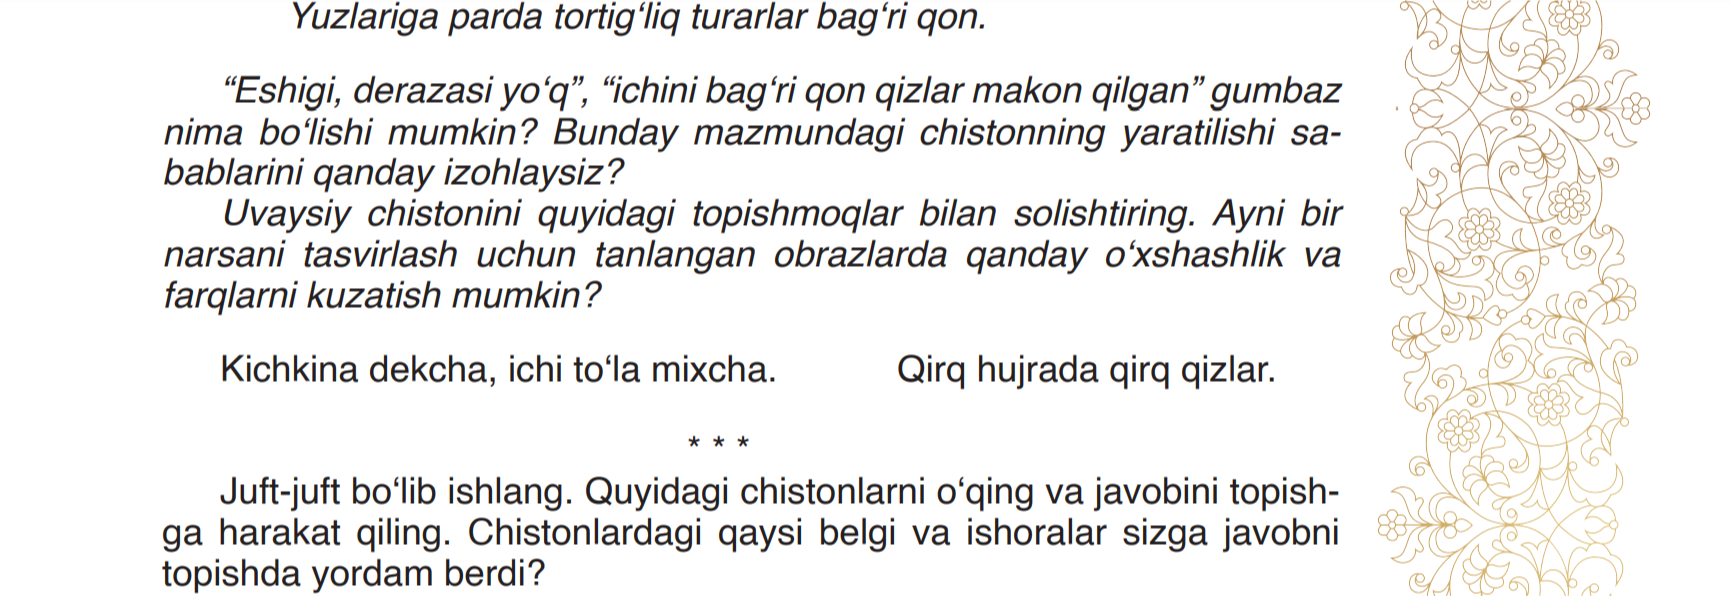 Yuzlariga parda tortig‘liq turarlar bag‘ri qon.
“Eshigi, derazasi yo‘q”, “ichini bag‘ri qon qizlar makon qilgan” gumbaz
nima bo‘lishi mumkin? Bunday mazmundagi chistonning yaratilishi sa-
bablarini qanday izohlaysiz?
Uvaysiy chistonini quyidagi topishmoqlar bilan solishtiring. Ayni bir
narsani tasvirlash uchun tanlangan obrazlarda qanday o‘xshashlik va
farqlarni kuzatish mumkin?
Kichkina dekcha, ichi to‘la mixcha. Qirq hujrada qirq qizlar.
* * *
Juft-juft bo‘lib ishlang. Quyidagi chistonlarni o‘qing va javobini topish-
ga harakat qiling. Chistonlardagi qaysi belgi va ishoralar sizga javobni
topishda yordam berdi?